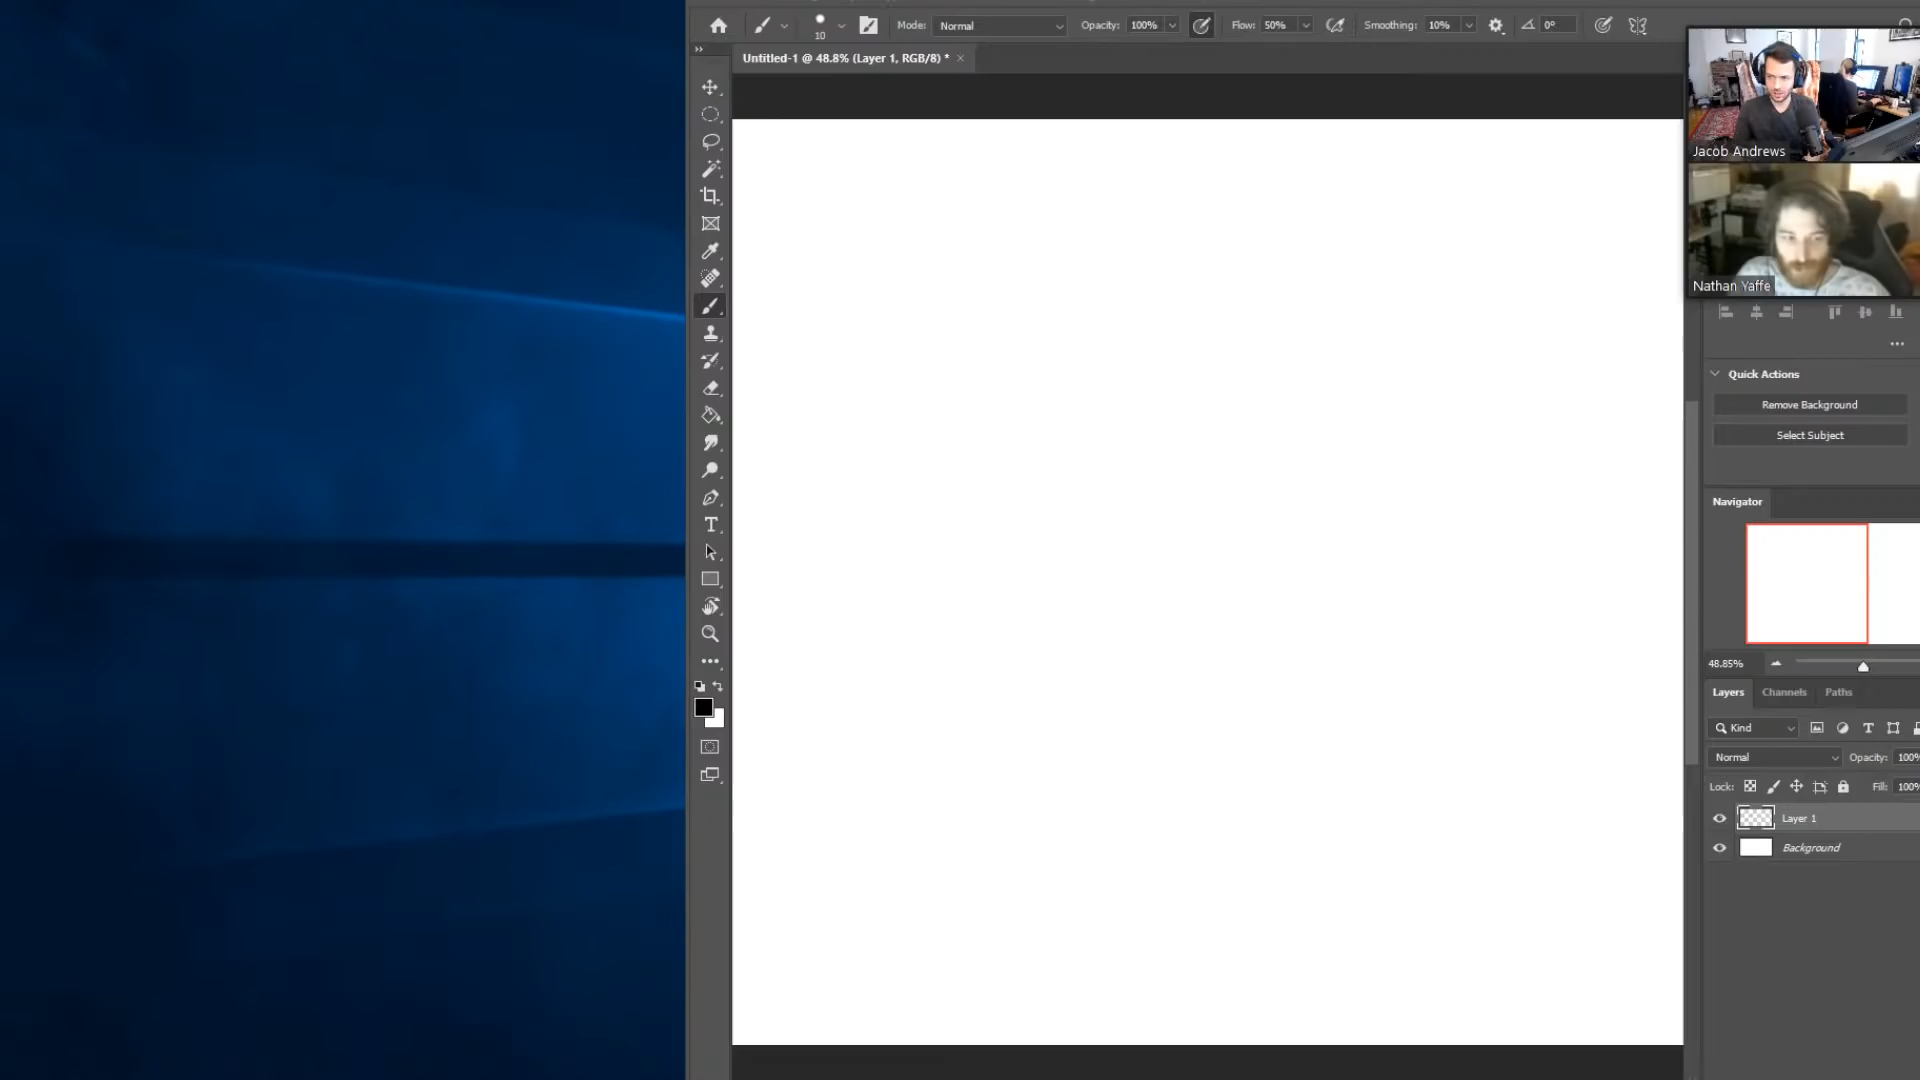 10
Mode: Normal
Opacity: 100%
Flow: 50%
Smoothing: 10%
0°
Untitled-1 @ 48.8% (Layer 1, RGB/8) *
Jacob Andrews
Nathan Yaffe
Quick Actions
Remove Background
Select Subject
Navigator
48.85%
Layers Channels Paths
Kind
Normal Opacity: 100%
Lock: Fill: 100%
Layer 1
Background